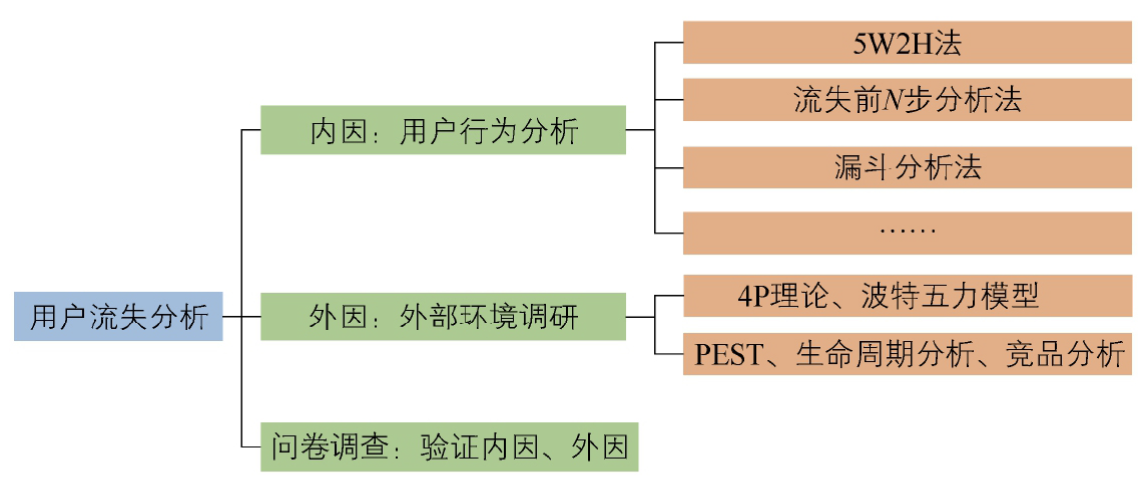 用户流失分析
内因：用户行为分析
5W2H法
流失前N步分析法
漏斗分析法
……
外因：外部环境调研
4P理论、波特五力模型
PEST、生命周期分析、竞品分析
问卷调查：验证内因、外因